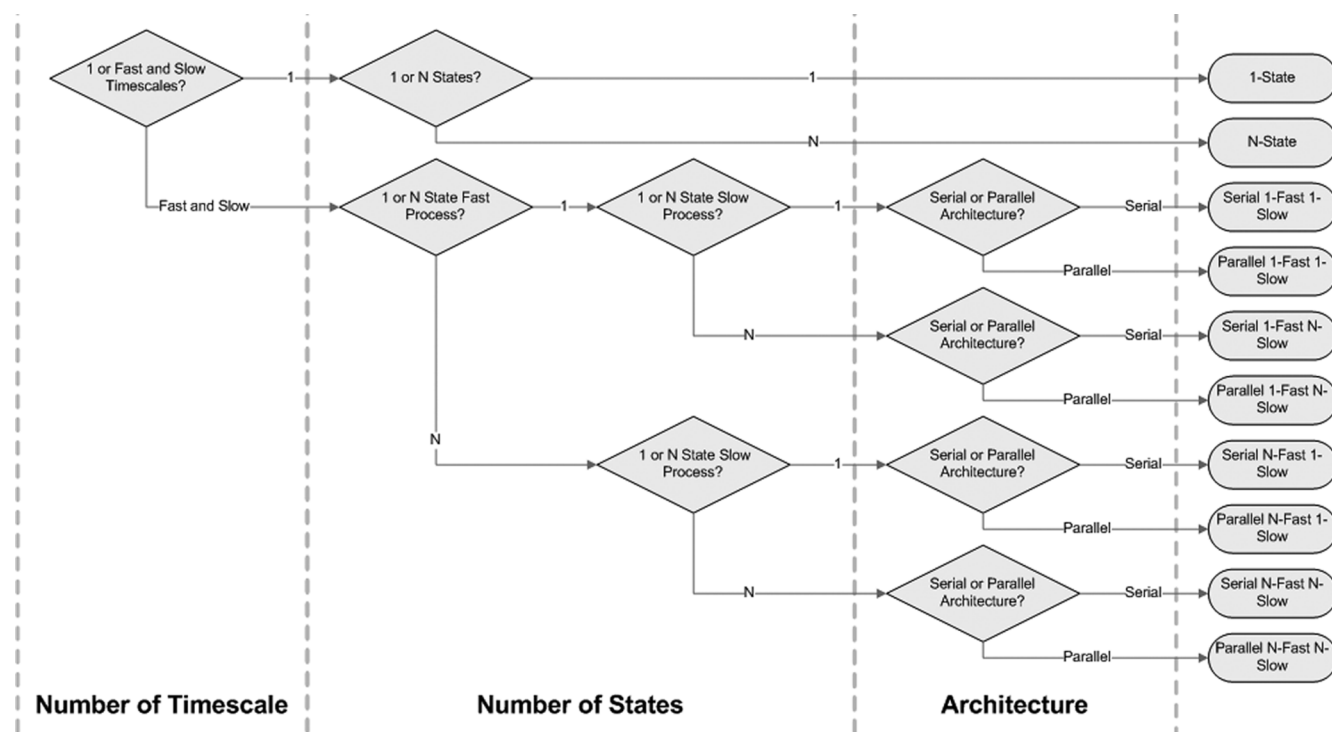 1 or Fast and Slow
Timescales?
1
1 or N States?
1
1-State
N
N-State
Fast and Slow
1 or N State Fast
Process?
1
1 or N State Slow
Process?
1
Serial or Parallel
Architecture?
Serial
Serial 1-Fast 1-
Slow
Parallel
Parallel 1-Fast 1-
Slow
N
Serial or Parallel
Architecture?
Serial
Serial 1-Fast N-
Slow
Parallel
Parallel 1-Fast N-
Slow
N
1 or N State Slow
Process?
1
Serial or Parallel
Architecture?
Serial
Serial N-Fast 1-
Slow
Parallel
Parallel N-Fast 1-
Slow
N
Serial or Parallel
Architecture?
Serial
Serial N-Fast N-
Slow
Parallel
Parallel N-Fast N-
Slow
Number of Timescale
Number of States
Architecture